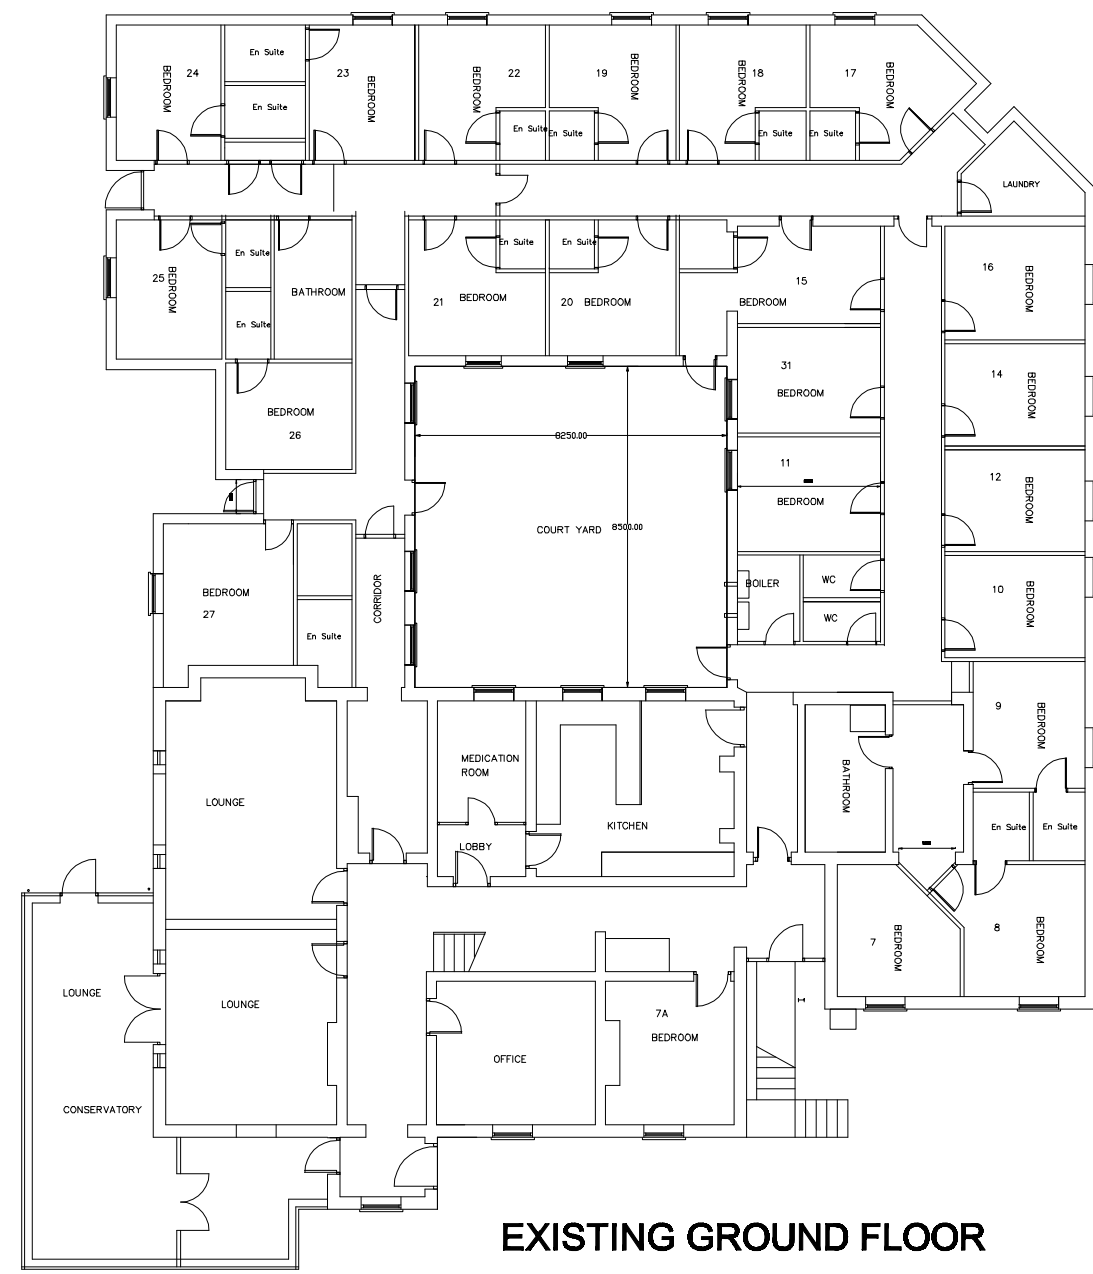 En Suite
24
BEDROOM
En Suite
23
BEDROOM
22
BEDROOM
En Suite
19
BEDROOM
En Suite
18
BEDROOM
En Suite
17
BEDROOM
En Suite
LAUNDRY
25
BEDROOM
En Suite
En Suite
BATHROOM
En Suite
21
BEDROOM
En Suite
20
BEDROOM
15
BEDROOM
16
BEDROOM
BEDROOM
26
31
BEDROOM
14
BEDROOM
8250.00
11
BEDROOM
12
BEDROOM
COURT YARD
8500.00
BEDROOM
27
En Suite
CORRIDOR
BOILER
WC
WC
10
BEDROOM
9
BEDROOM
LOUNGE
MEDICATION
ROOM
LOBBY
KITCHEN
BATHROOM
En Suite
En Suite
7
BEDROOM
8
BEDROOM
LOUNGE
LOUNGE
CONSERVATORY
OFFICE
7A
BEDROOM
EXISTING GROUND FLOOR